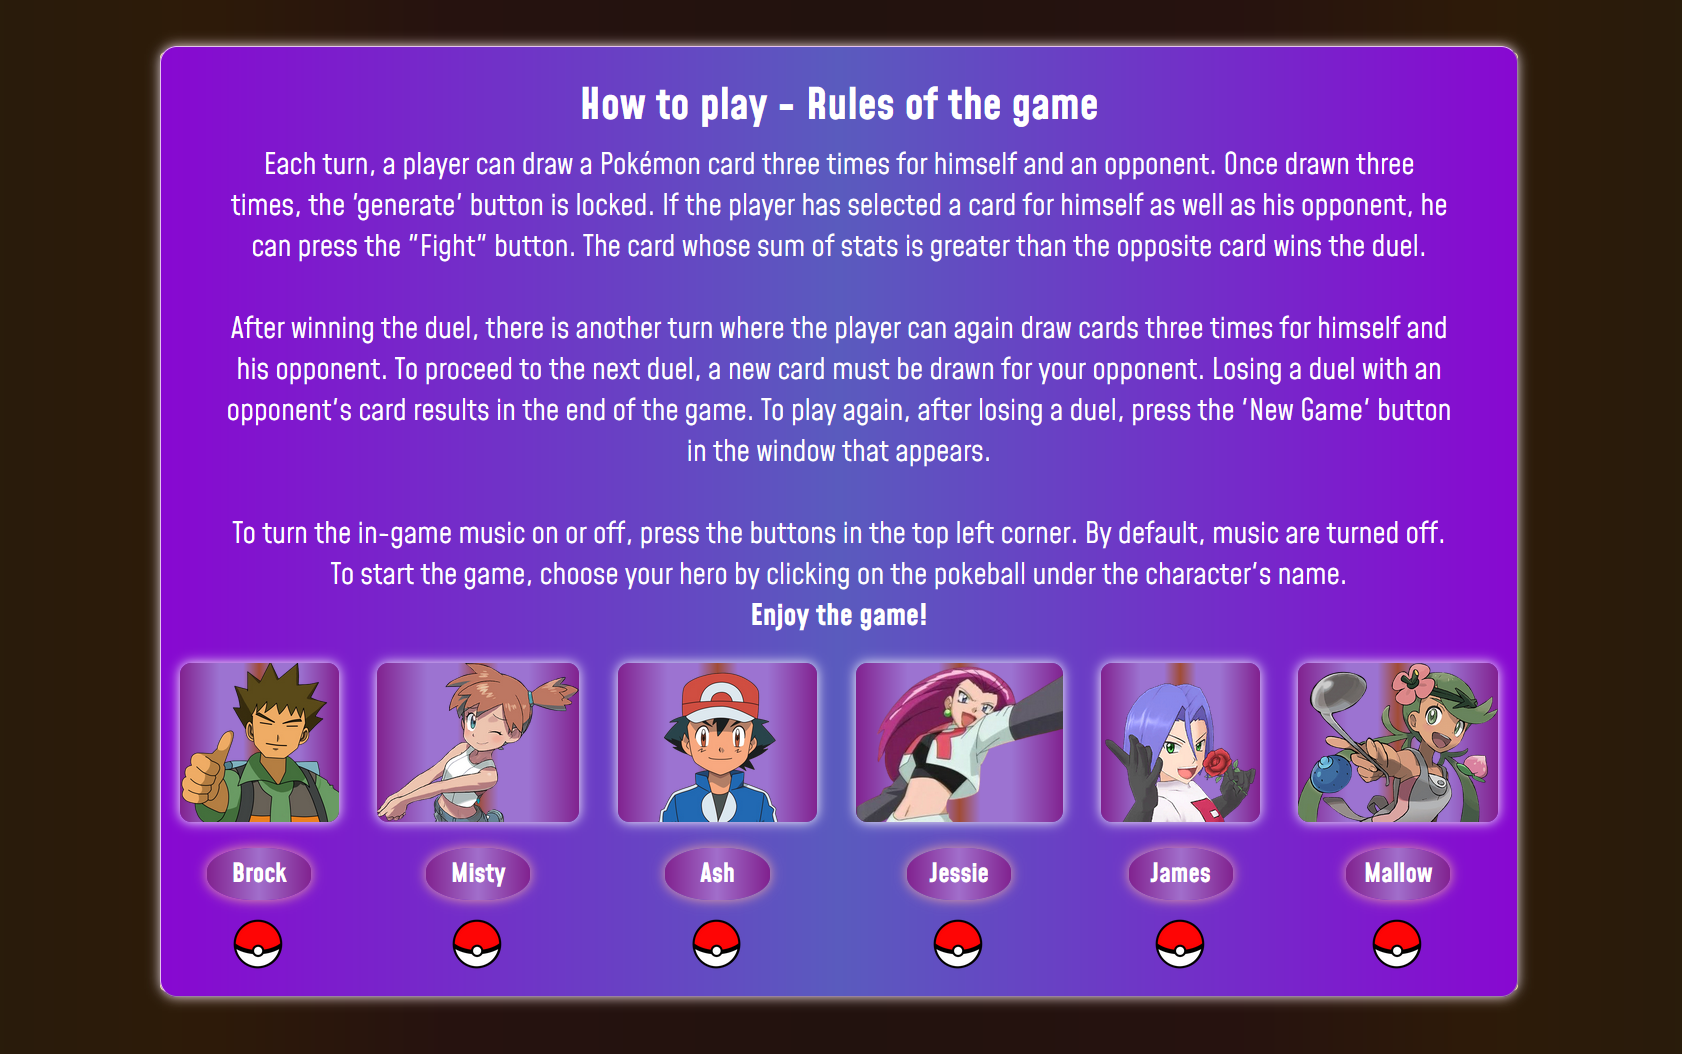 How to play - Rules of the game
Each turn, a player can draw a Pokémon card three times for himself and an opponent. Once drawn three
times, the 'generate' button is locked. If the player has selected a card for himself as well as his opponent, he
can press the "Fight" button. The card whose sum of stats is greater than the opposite card wins the duel.
After winning the duel, there is another turn where the player can again draw cards three times for himself and
his opponent. To proceed to the next duel, a new card must be drawn for your opponent. Losing a duel with an
opponent's card results in the end of the game. To play again, after losing a duel, press the 'New Game' button
in the window that appears.
To turn the in-game music on or off, press the buttons in the top left corner. By default, music are turned off.
To start the game, choose your hero by clicking on the pokeball under the character's name.
Enjoy the game!
Brock
Misty
Ash
Jessie
James
Mallow